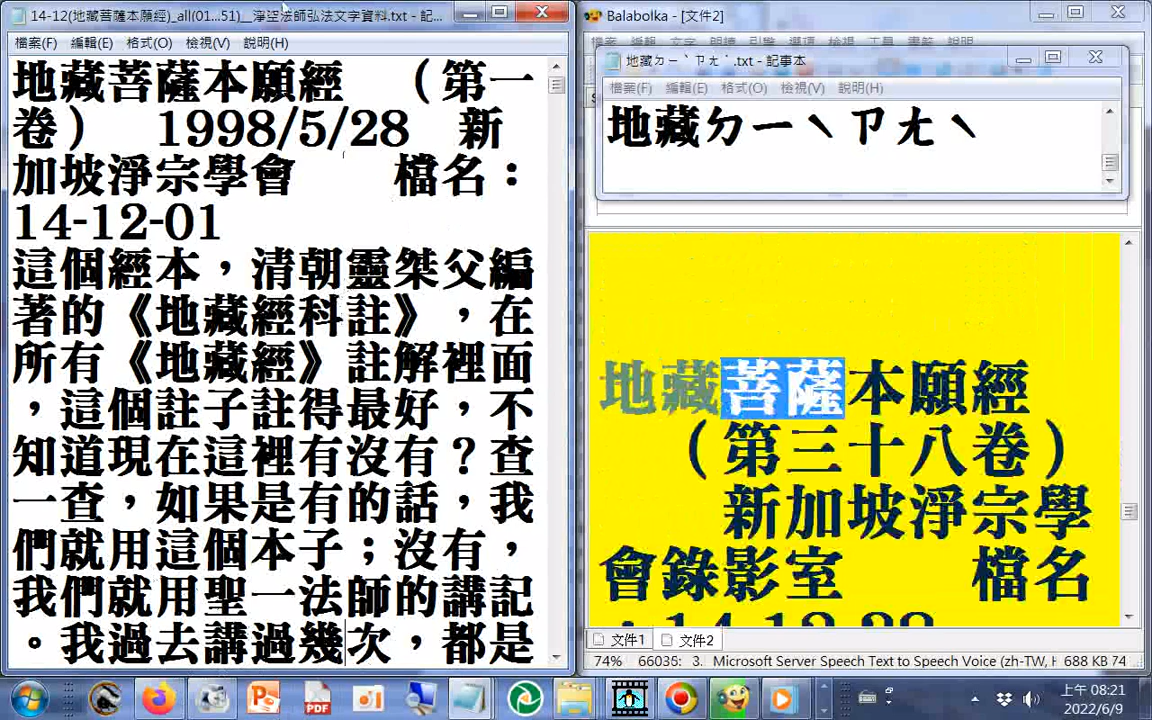 14-12(地藏菩薩本願經)_all(01...51)__淨空法師弘法文字資料.txt - 記...
檔案(F) 編輯(E) 格式(O) 檢視(V) 說明(H)
地藏菩薩本願經　（第一
卷）　1998/5/28　新
加坡淨宗學會　　檔名：
14-12-01
這個經本，清朝靈椉父編
著的《地藏經科註》，在
所有《地藏經》註解裡面
，這個註子註得最好，不
知道現在這裡有沒有？查
一查，如果是有的話，我
們就用這個本子；沒有，
我們就用聖一法師的講記
。我過去講過幾次，都是
Balabolka - [文件2]
地藏ㄉㄧˋㄗㄤˋ.txt - 記事本
檔案(F) 編輯(E) 格式(O) 檢視(V) 說明(H)
地藏ㄉㄧˋㄗㄤˋ
地藏菩薩本願經
（第三十八卷）
新加坡淨宗學
會錄影室　　檔名
：14-12-38
文件1 文件2
74% 66035: 3. Microsoft Server Speech Text to Speech Voice (zh-TW, H 688 KB 74
上午 08:21
2022/6/9